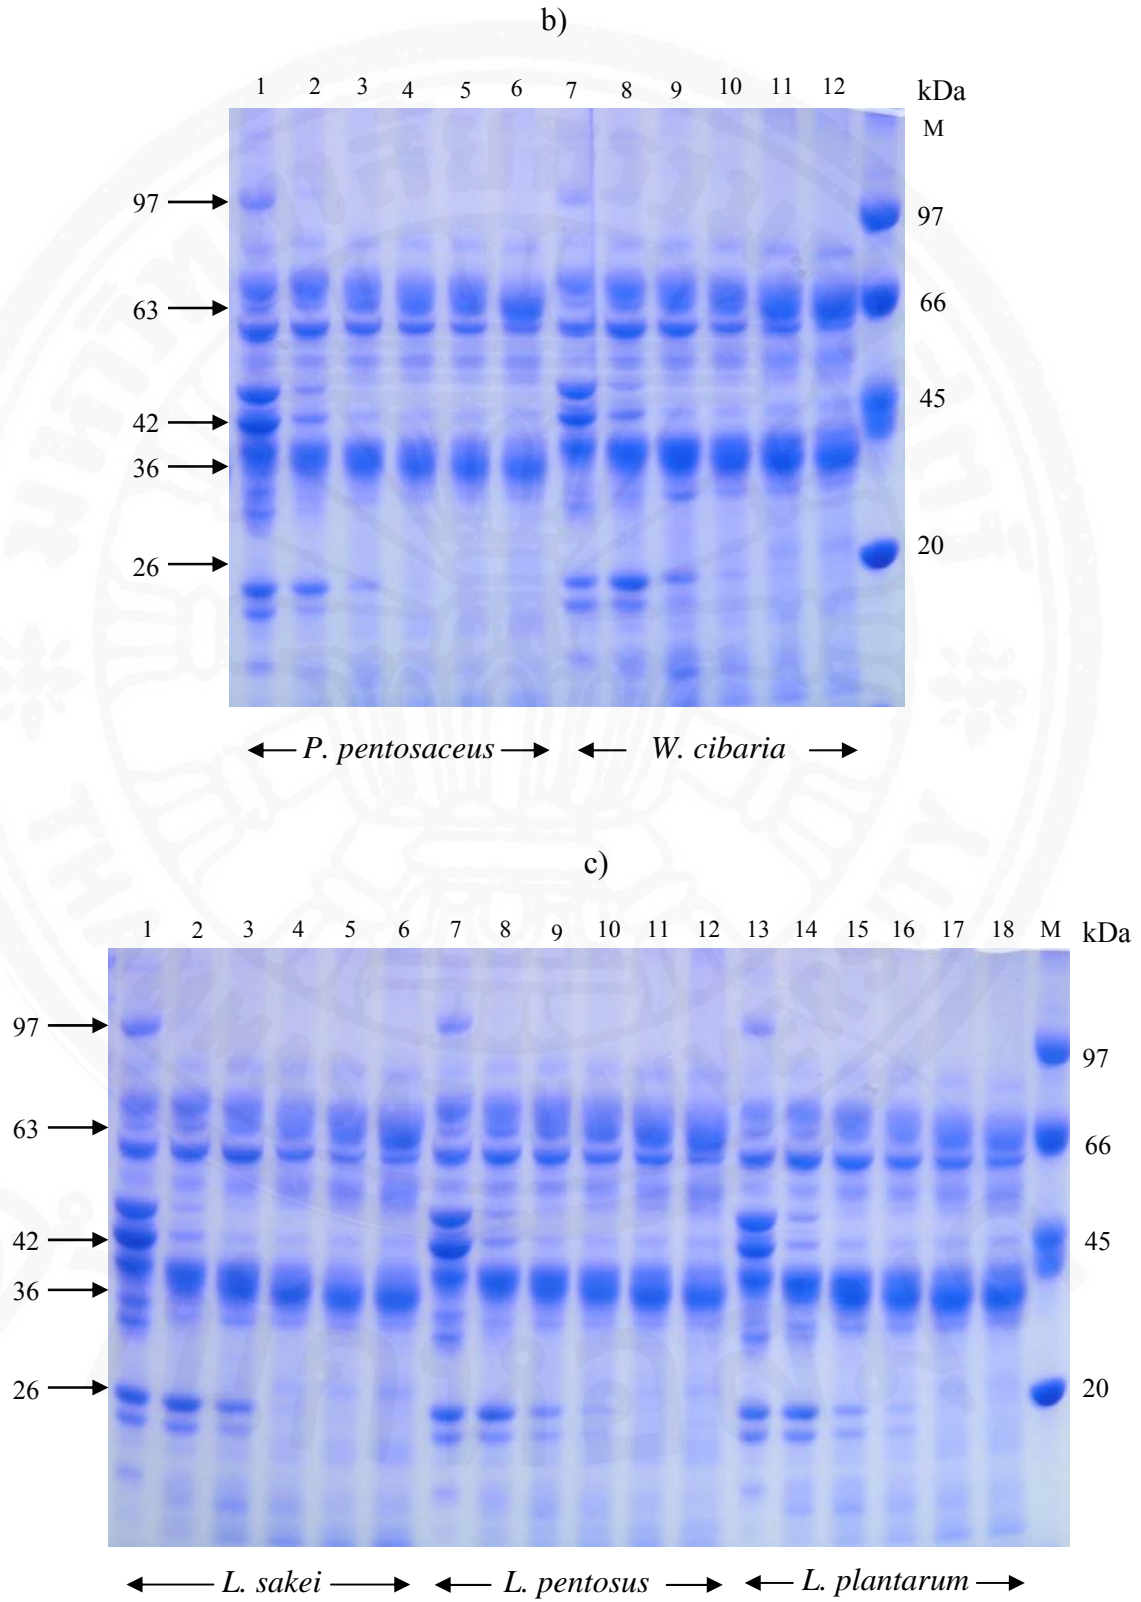 b)
1 2 3 4 5 6 7 8 9 10 11 12 kDa
M
97 97
63 66
42 45
36
26 20
P. pentosaceus W. cibaria
c)
1 2 3 4 5 6 7 8 9 10 11 12 13 14 15 16 17 18 M kDa
97 97
63 66
42 45
36
26 20
L. sakei L. pentosus L. plantarum